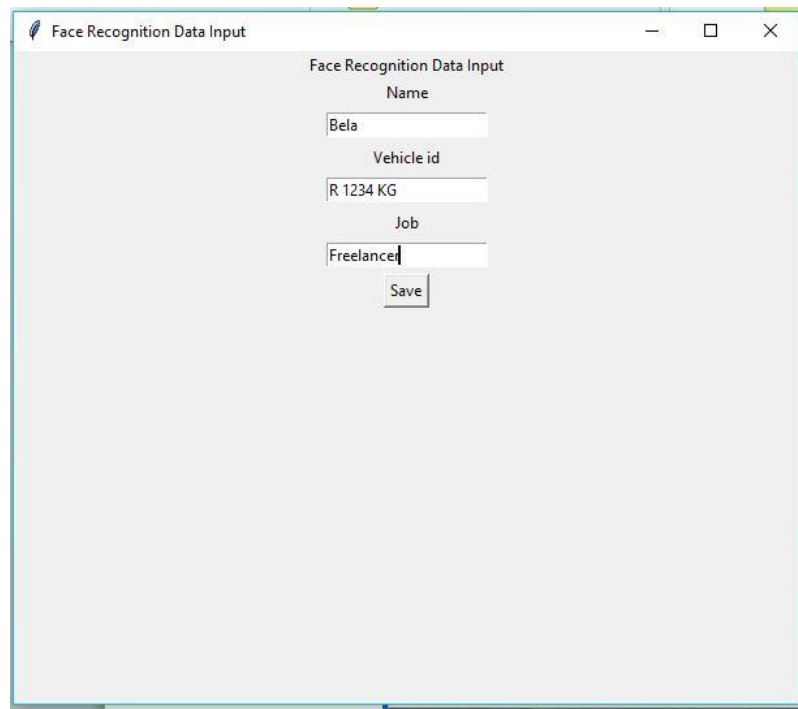 Face Recognition Data Input
Face Recognition Data Input
Name
Bela
Vehicle id
R 1234 KG
Job
Freelancer
Save